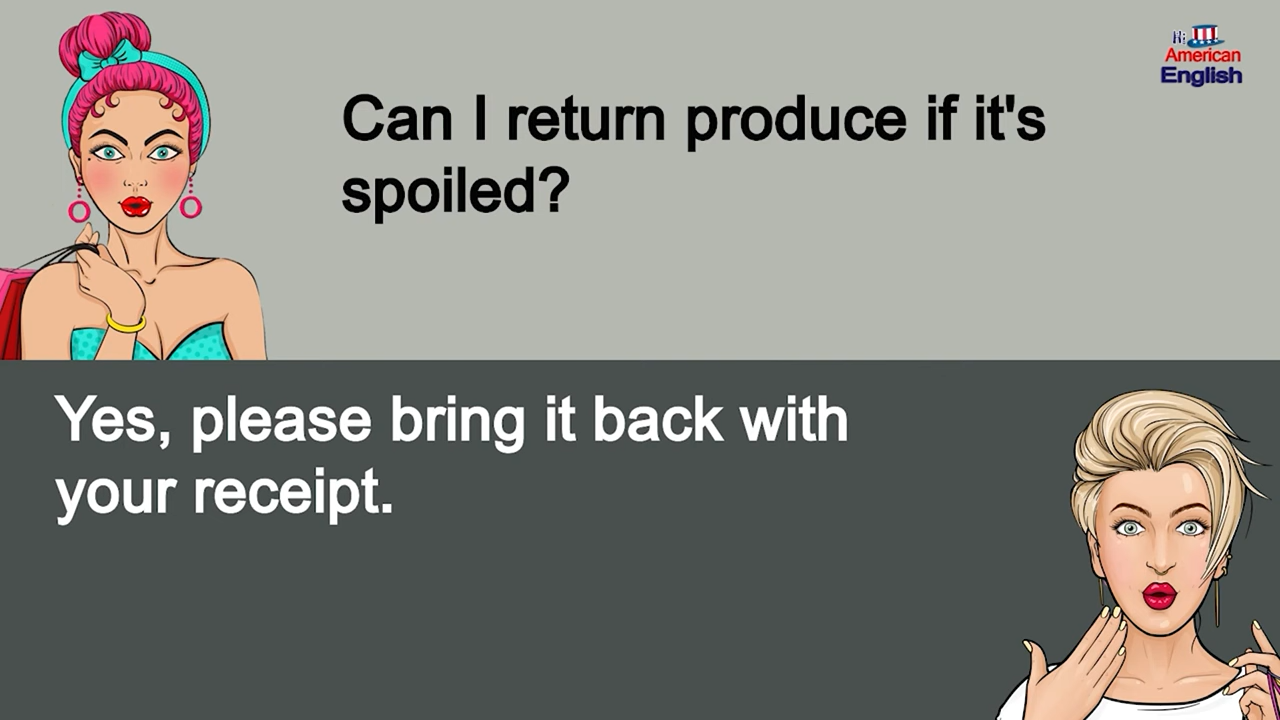 Hi
American
English
Can I return produce if it's
spoiled?
Yes, please bring it back with
your receipt.